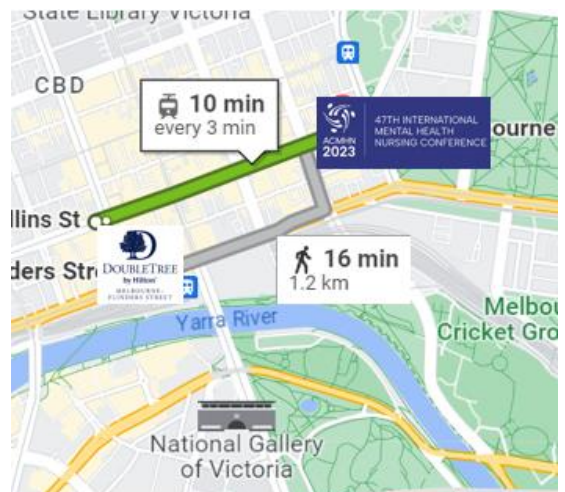 State Library Victoria
CBD
10 min
every 3 min
ACMHN
2023
47TH INTERNATIONAL
MENTAL HEALTH
NURSING CONFERENCE
ourne
llins St
ders Str
DOUBLETREE
by Hilton
MELBOURNE–
FLINDERS STREET
16 min
1.2 km
Yarra River
Melbou
Cricket Gro
National Gallery
of Victoria